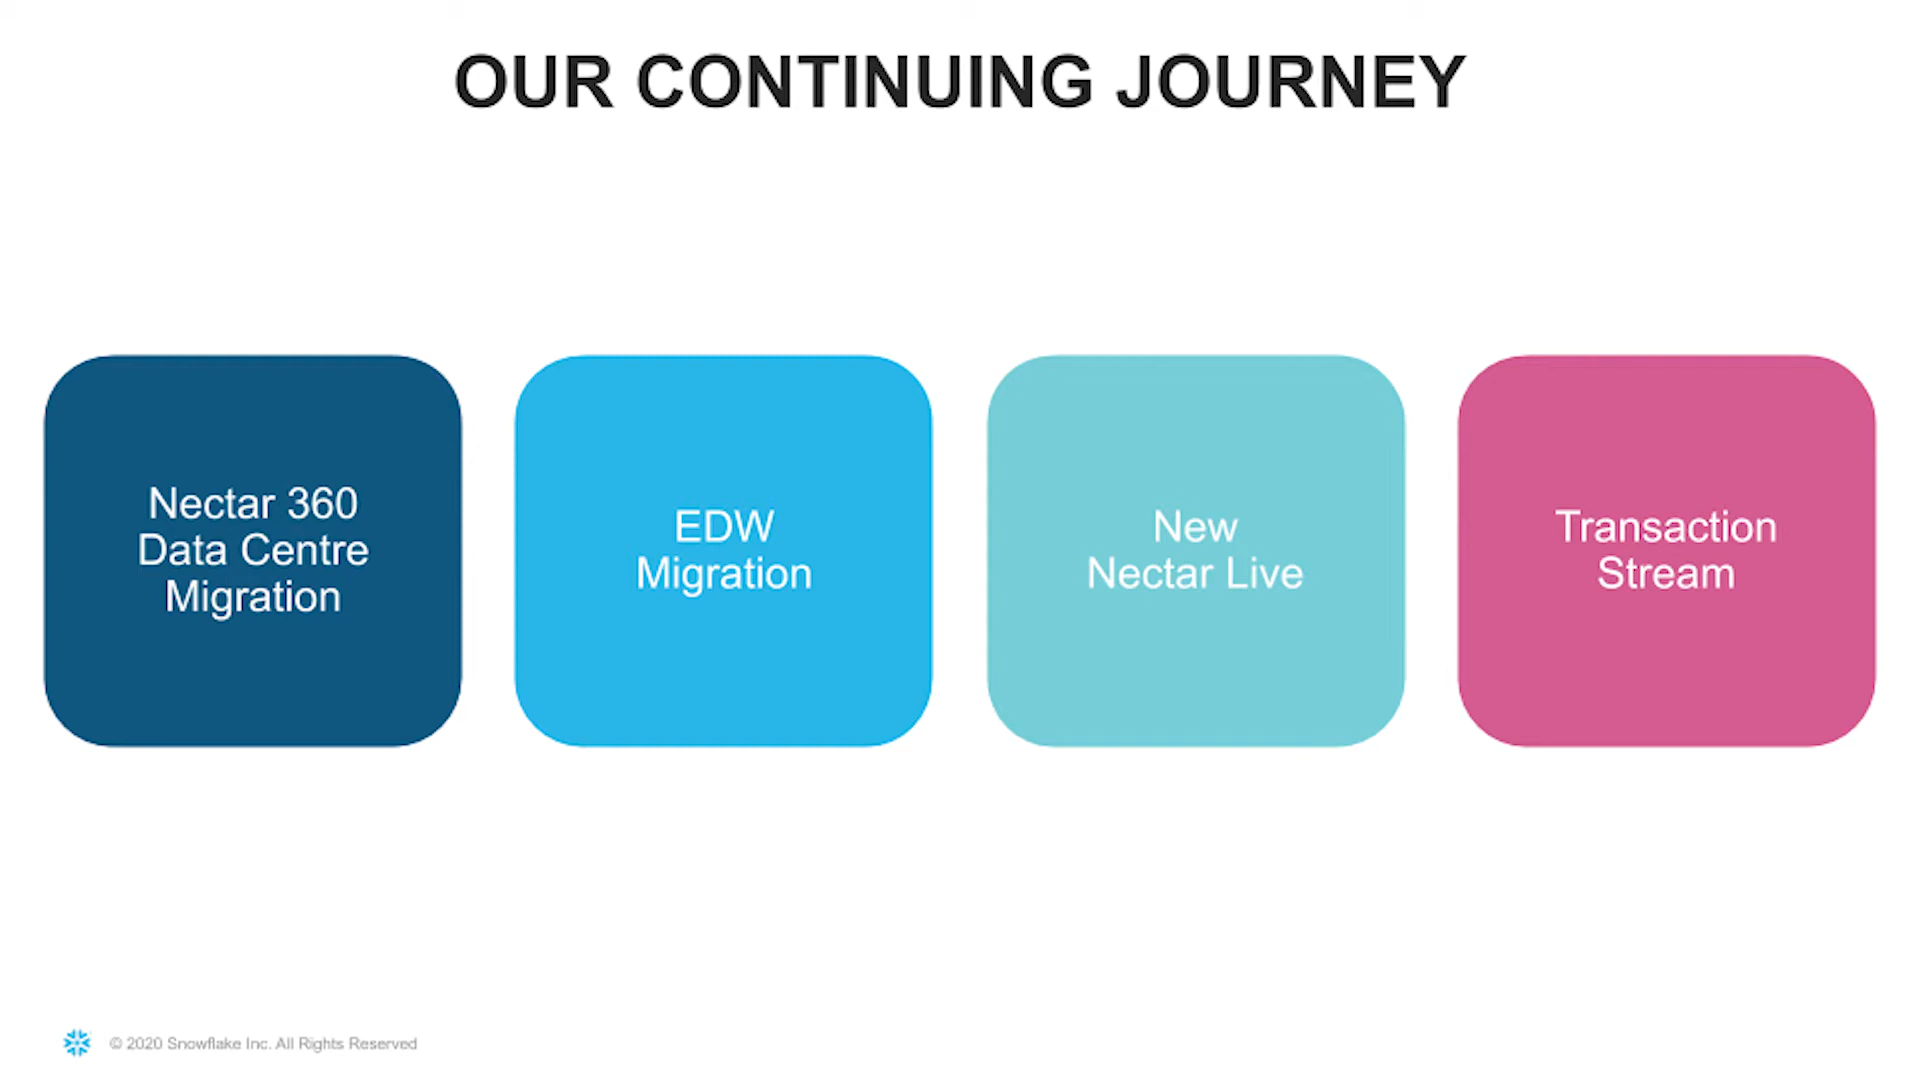 OUR CONTINUING JOURNEY
Nectar 360
Data Centre
Migration
EDW
Migration
New
Nectar Live
Transaction
Stream
© 2020 Snowflake Inc. All Rights Reserved